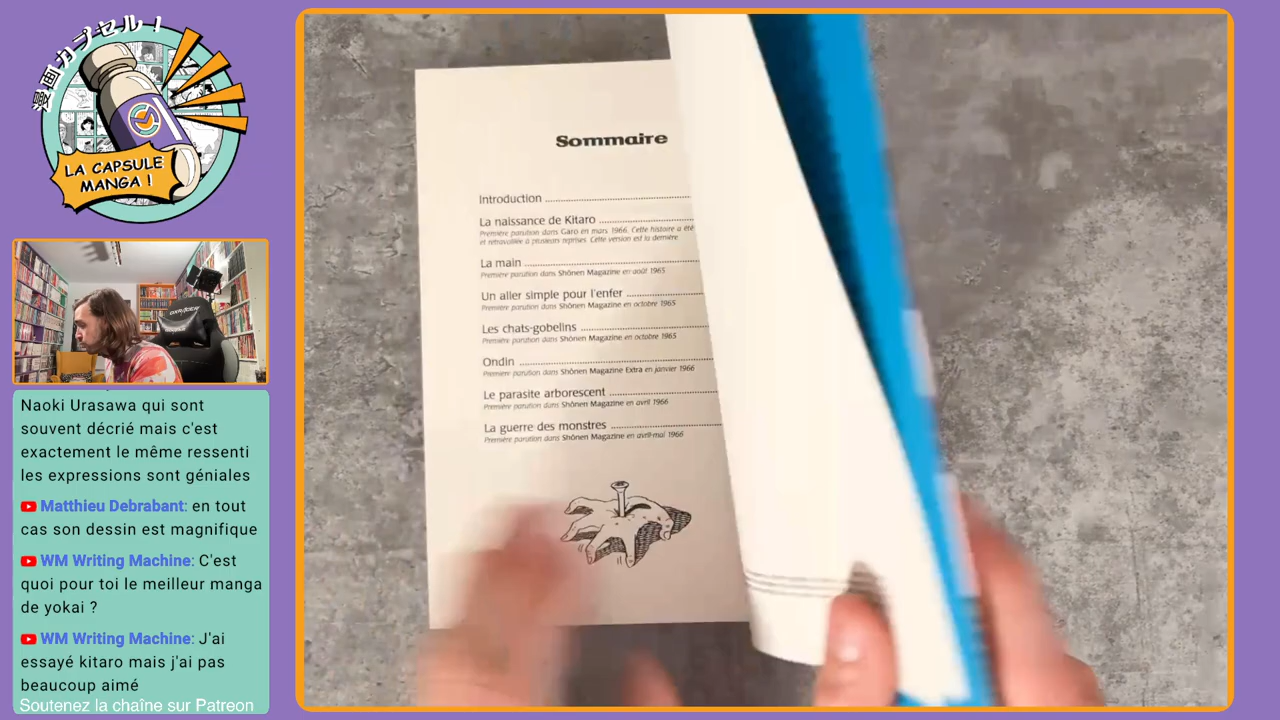 漫画カプセル！
LA CAPSULE
MANGA !
Naoki Urasawa qui sont
souvent décrié mais c'est
exactement le même ressenti
les expressions sont géniales
Matthieu Debrabant: en tout
cas son dessin est magnifique
WM Writing Machine: C'est
quoi pour toi le meilleur manga
de yokai ?
WM Writing Machine: J'ai
essayé kitaro mais j'ai pas
beaucoup aimé
Soutenez la chaîne sur Patreon
Sommaire
Introduction
La naissance de Kitaro
Première parution dans Garo en mars 1966. Cette histoire a été
et retravaillée à plusieurs reprises. Cette version est la dernière
La main
Première parution dans Shônen Magazine en août 1965
Un aller simple pour l'enfer
Première parution dans Shônen Magazine en octobre 1965
Les chats-gobelins
Première parution dans Shônen Magazine en octobre 1965
Ondin
Première parution dans Shônen Magazine Extra en janvier 1966
Le parasite arborescent
Première parution dans Shônen Magazine en avril 1966
La guerre des monstres
Première parution dans Shônen Magazine en avril-mai 1966